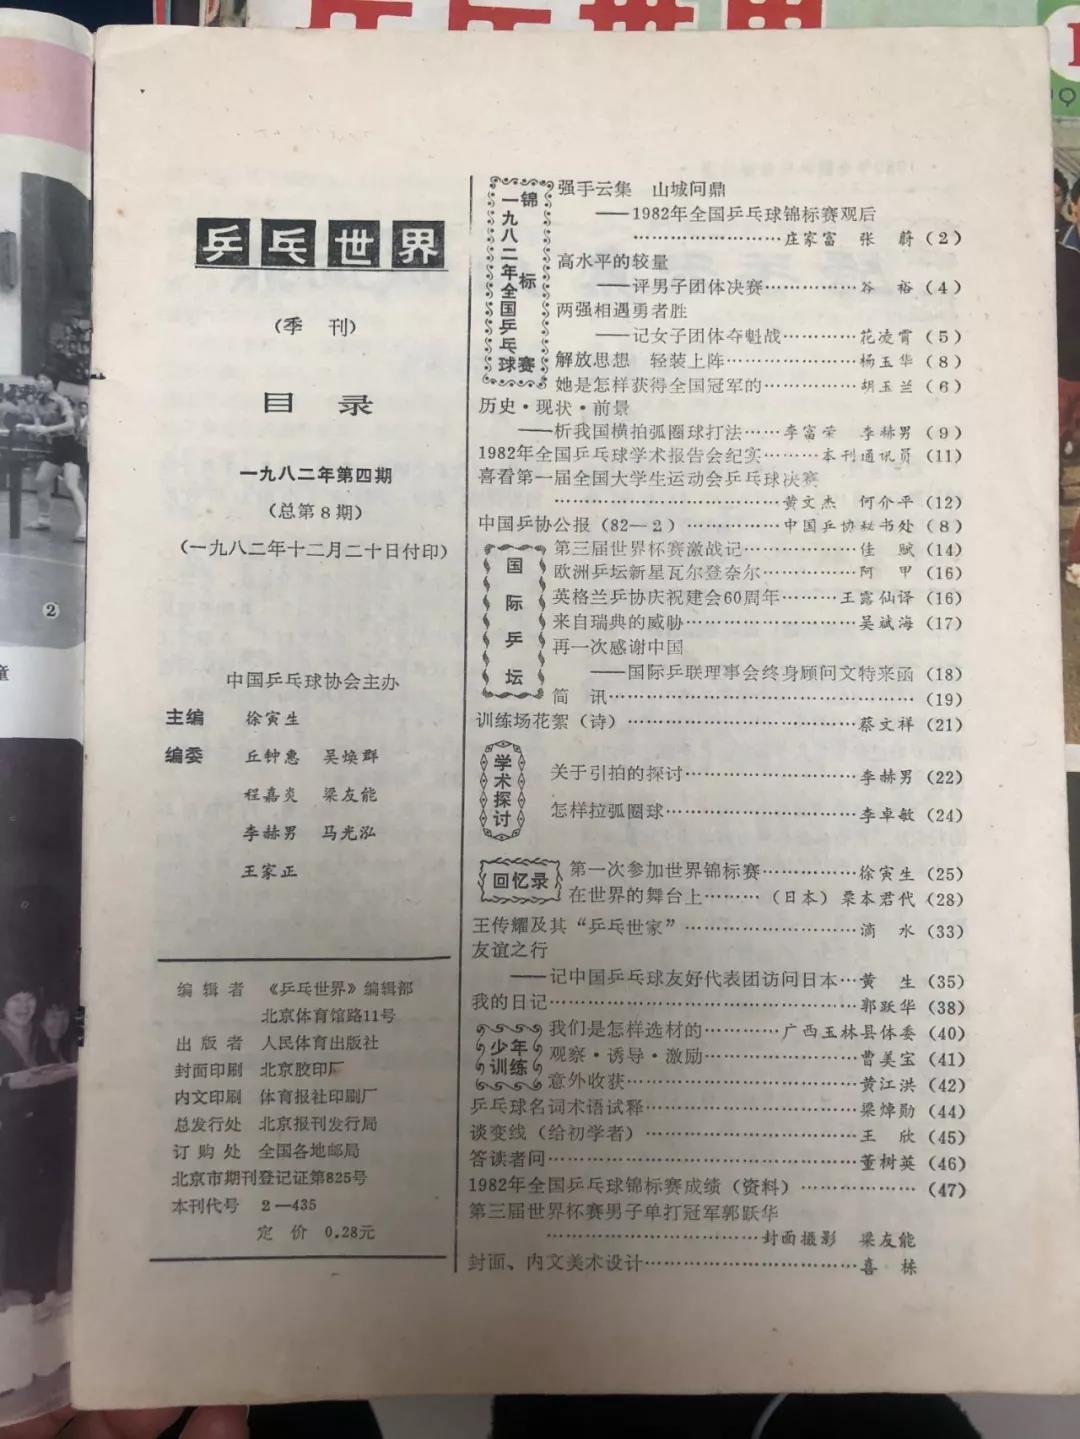 乒乓世界
(季 刊)
目 录
一九八二年第四期
(总第8期)
(一九八二年十二月二十日付印)
中国乒乓球协会主办
主编 徐寅生
编委 丘钟惠 吴焕群
程嘉炎 梁友能
李赫男 马光泓
王家正
编 辑 者 《乒乓世界》编辑部
北京体育馆路11号
出 版 者 人民体育出版社
封面印刷 北京胶印厂
内文印刷 体育报社印刷厂
总发行处 北京报刊发行局
订 购 处 全国各地邮局
北京市期刊登记证第825号
本刊代号 2—435
定 价 0.28元
一九八二年全国乒乓球锦标赛
强手云集 山城问鼎
——1982年全国乒乓球锦标赛观后
……………………庄家富 张 蔚(2)
高水平的较量
——评男子团体决赛……………谷 裕(4)
两强相遇勇者胜
——记女子团体夺魁战…………花凌霄(5)
解放思想 轻装上阵…………………杨玉华(8)
她是怎样获得全国冠军的……………胡玉兰(6)
历史·现状·前景
——析我国横拍弧圈球打法……李富荣 李赫男(9)
1982年全国乒乓球学术报告会纪实………本刊通讯员(11)
喜看第一届全国大学生运动会乒乓球决赛
…………………………………黄文杰 何介平(12)
中国乒协公报(82—2)……………中国乒协秘书处(8)
国际乒坛
第三届世界杯赛激战记………………佳 赋(14)
欧洲乒坛新星瓦尔登奈尔……………阿 甲(16)
英格兰乒协庆祝建会60周年………王露仙译(16)
来自瑞典的威胁………………………吴斌海(17)
再一次感谢中国
——国际乒联理事会终身顾问文特来函(18)
简 讯……………………………………………(19)
训练场花絮(诗)…………………………………蔡文祥(21)
学术探讨
关于引拍的探讨………………………李赫男(22)
怎样拉弧圈球…………………………李卓敏(24)
回忆录
第一次参加世界锦标赛……………徐寅生(25)
在世界的舞台上………(日本)栗本君代(28)
王传耀及其“乒乓世家”………………………滴 水(33)
友谊之行
——记中国乒乓球友好代表团访问日本…黄 生(35)
我的日记……………………………………………郭跃华(38)
少年训练
我们是怎样选材的…………广西玉林县体委(40)
观察·诱导·激励……………………曹美宝(41)
意外收获………………………………黄江洪(42)
乒乓球名词术语试释………………………………梁焯勋(44)
谈变线(给初学者)………………………………王 欣(45)
答读者问……………………………………………董树英(46)
1982年全国乒乓球锦标赛成绩(资料)………………(47)
第三届世界杯赛男子单打冠军郭跃华
………………………………封面摄影 梁友能
封面、内文美术设计………………………………喜 栋
2